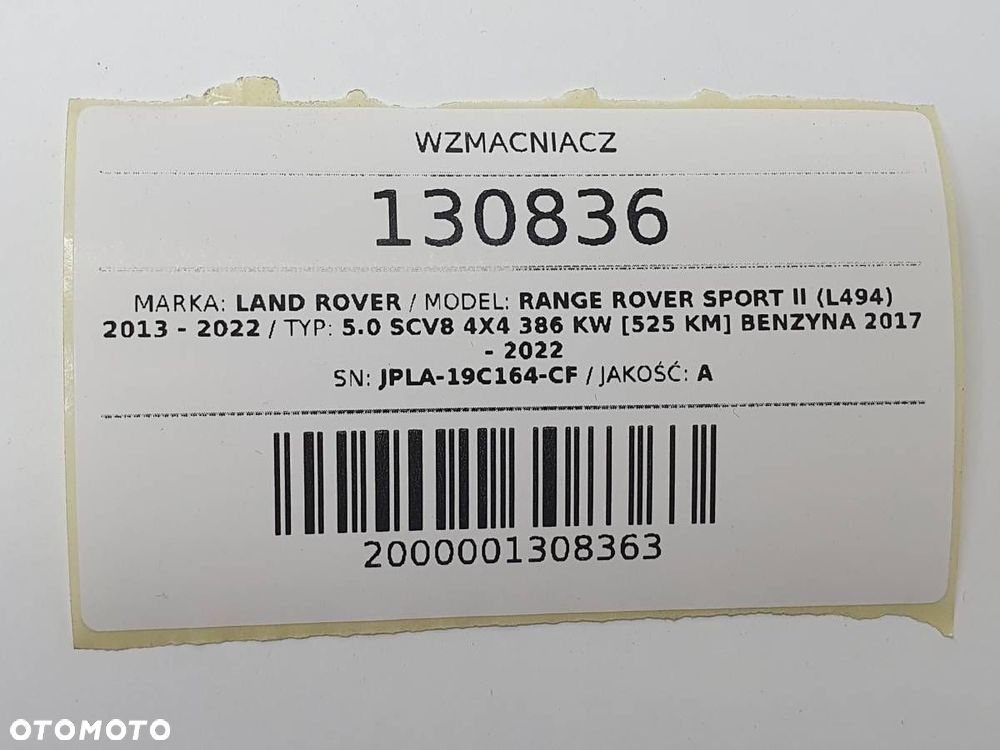 WZMACNIACZ
130836
MARKA: LAND ROVER / MODEL: RANGE ROVER SPORT II (L494)
2013 - 2022 / TYP: 5.0 SCV8 4X4 386 KW [525 KM] BENZYNA 2017
- 2022
SN: JPLA-19C164-CF / JAKOŚĆ: A
2000001308363
OTOMOTO